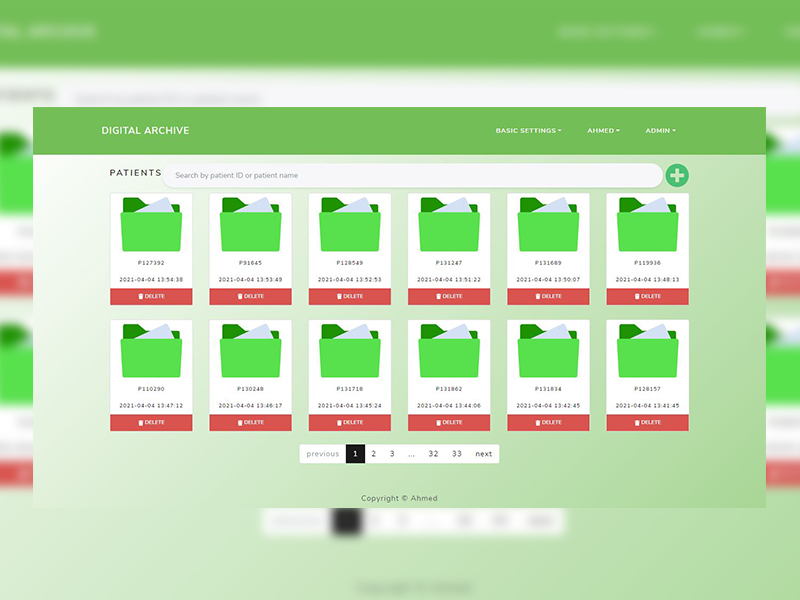 DIGITAL ARCHIVE BASIC SETTINGS AHMED ADMIN
PATIENTS Search by patient ID or patient name
P127392 P91645 P128549 P131247 P131689 P119936
2021-04-04 13:54:38 2021-04-04 13:53:49 2021-04-04 13:52:53 2021-04-04 13:51:22 2021-04-04 13:50:07 2021-04-04 13:48:13
DELETE DELETE DELETE DELETE DELETE DELETE
P110290 P130248 P131718 P131862 P131834 P128157
2021-04-04 13:47:12 2021-04-04 13:46:17 2021-04-04 13:45:24 2021-04-04 13:44:06 2021-04-04 13:42:45 2021-04-04 13:41:45
DELETE DELETE DELETE DELETE DELETE DELETE
previous 1 2 3 ... 32 33 next
Copyright © Ahmed